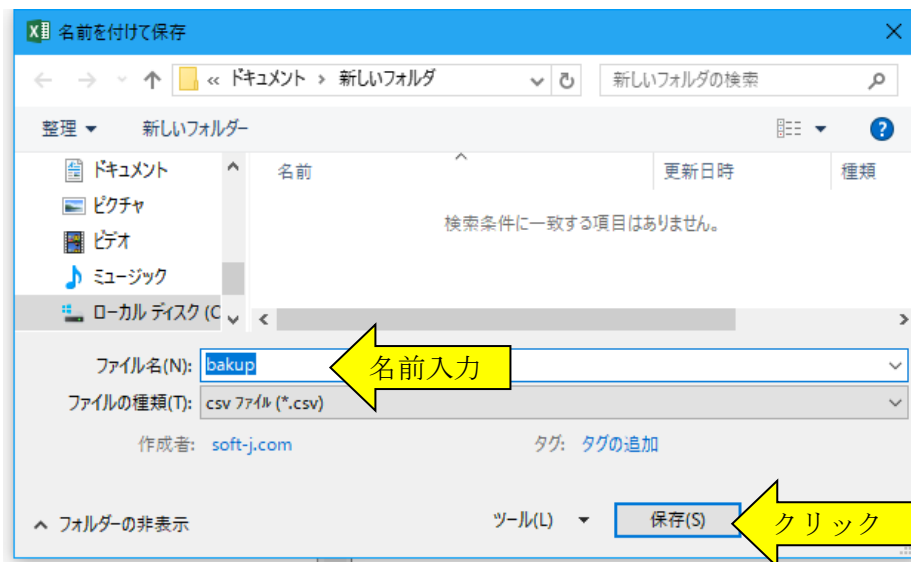 名前を付けて保存
« ドキュメント › 新しいフォルダ
新しいフォルダの検索
整理
新しいフォルダー
ドキュメント
ピクチャ
ビデオ
ミュージック
ローカル ディスク (C
名前
更新日時
種類
検索条件に一致する項目はありません。
ファイル名(N): bakup
名前入力
ファイルの種類(T): csv ファイル (*.csv)
作成者: soft-j.com
タグ: タグの追加
フォルダーの非表示
ツール(L)
保存(S)
クリック